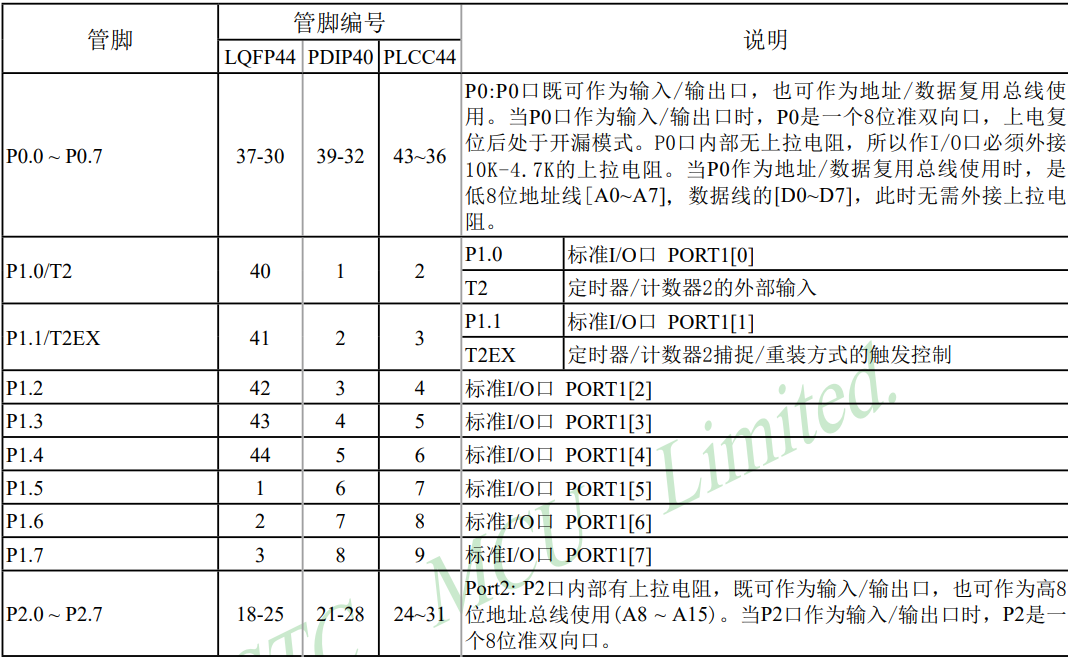 管脚 管脚编号 说明
LQFP44 PDIP40 PLCC44
P0.0 ~ P0.7 37-30 39-32 43~36
P0:P0口既可作为输入/输出口，也可作为地址/数据复用总线使
用。当P0口作为输入/输出口时，P0是一个8位准双向口，上电复
位后处于开漏模式。P0口内部无上拉电阻，所以作I/O口必须外接
10K-4.7K的上拉电阻。当P0作为地址/数据复用总线使用时，是
低8位地址线[A0~A7]，数据线的[D0~D7]，此时无需外接上拉电
阻。
P1.0/T2 40 1 2
P1.0 标准I/O口 PORT1[0]
T2 定时器/计数器2的外部输入
P1.1/T2EX 41 2 3
P1.1 标准I/O口 PORT1[1]
T2EX 定时器/计数器2捕捉/重装方式的触发控制
P1.2 42 3 4 标准I/O口 PORT1[2]
P1.3 43 4 5 标准I/O口 PORT1[3]
P1.4 44 5 6 标准I/O口 PORT1[4]
P1.5 1 6 7 标准I/O口 PORT1[5]
P1.6 2 7 8 标准I/O口 PORT1[6]
P1.7 3 8 9 标准I/O口 PORT1[7]
P2.0 ~ P2.7 18-25 21-28 24~31
Port2: P2口内部有上拉电阻，既可作为输入/输出口，也可作为高8
位地址总线使用(A8 ~ A15)。当P2口作为输入/输出口时，P2是一
个8位准双向口。
STC MCU Limited.